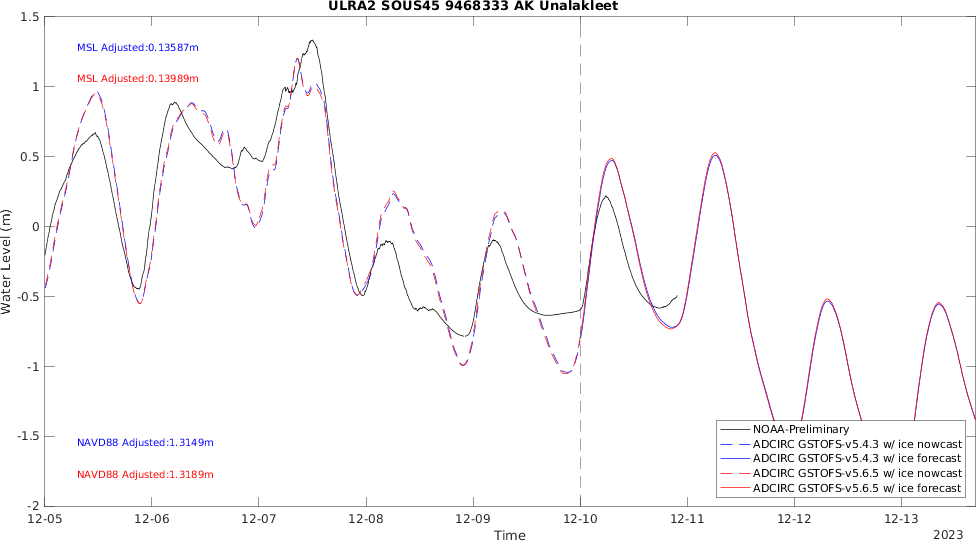 ULRA2 SOUS45 9468333 AK Unalakleet
1.5
1
0.5
0
-0.5
-1
-1.5
-2
Water Level (m)
MSL Adjusted:0.13587m
MSL Adjusted:0.13989m
NAVD88 Adjusted:1.3149m
NAVD88 Adjusted:1.3189m
NOAA-Preliminary
ADCIRC GSTOFS-v5.4.3 w/ ice nowcast
ADCIRC GSTOFS-v5.4.3 w/ ice forecast
ADCIRC GSTOFS-v5.6.5 w/ ice nowcast
ADCIRC GSTOFS-v5.6.5 w/ ice forecast
12-05 12-06 12-07 12-08 12-09 12-10 12-11 12-12 12-13
Time
2023